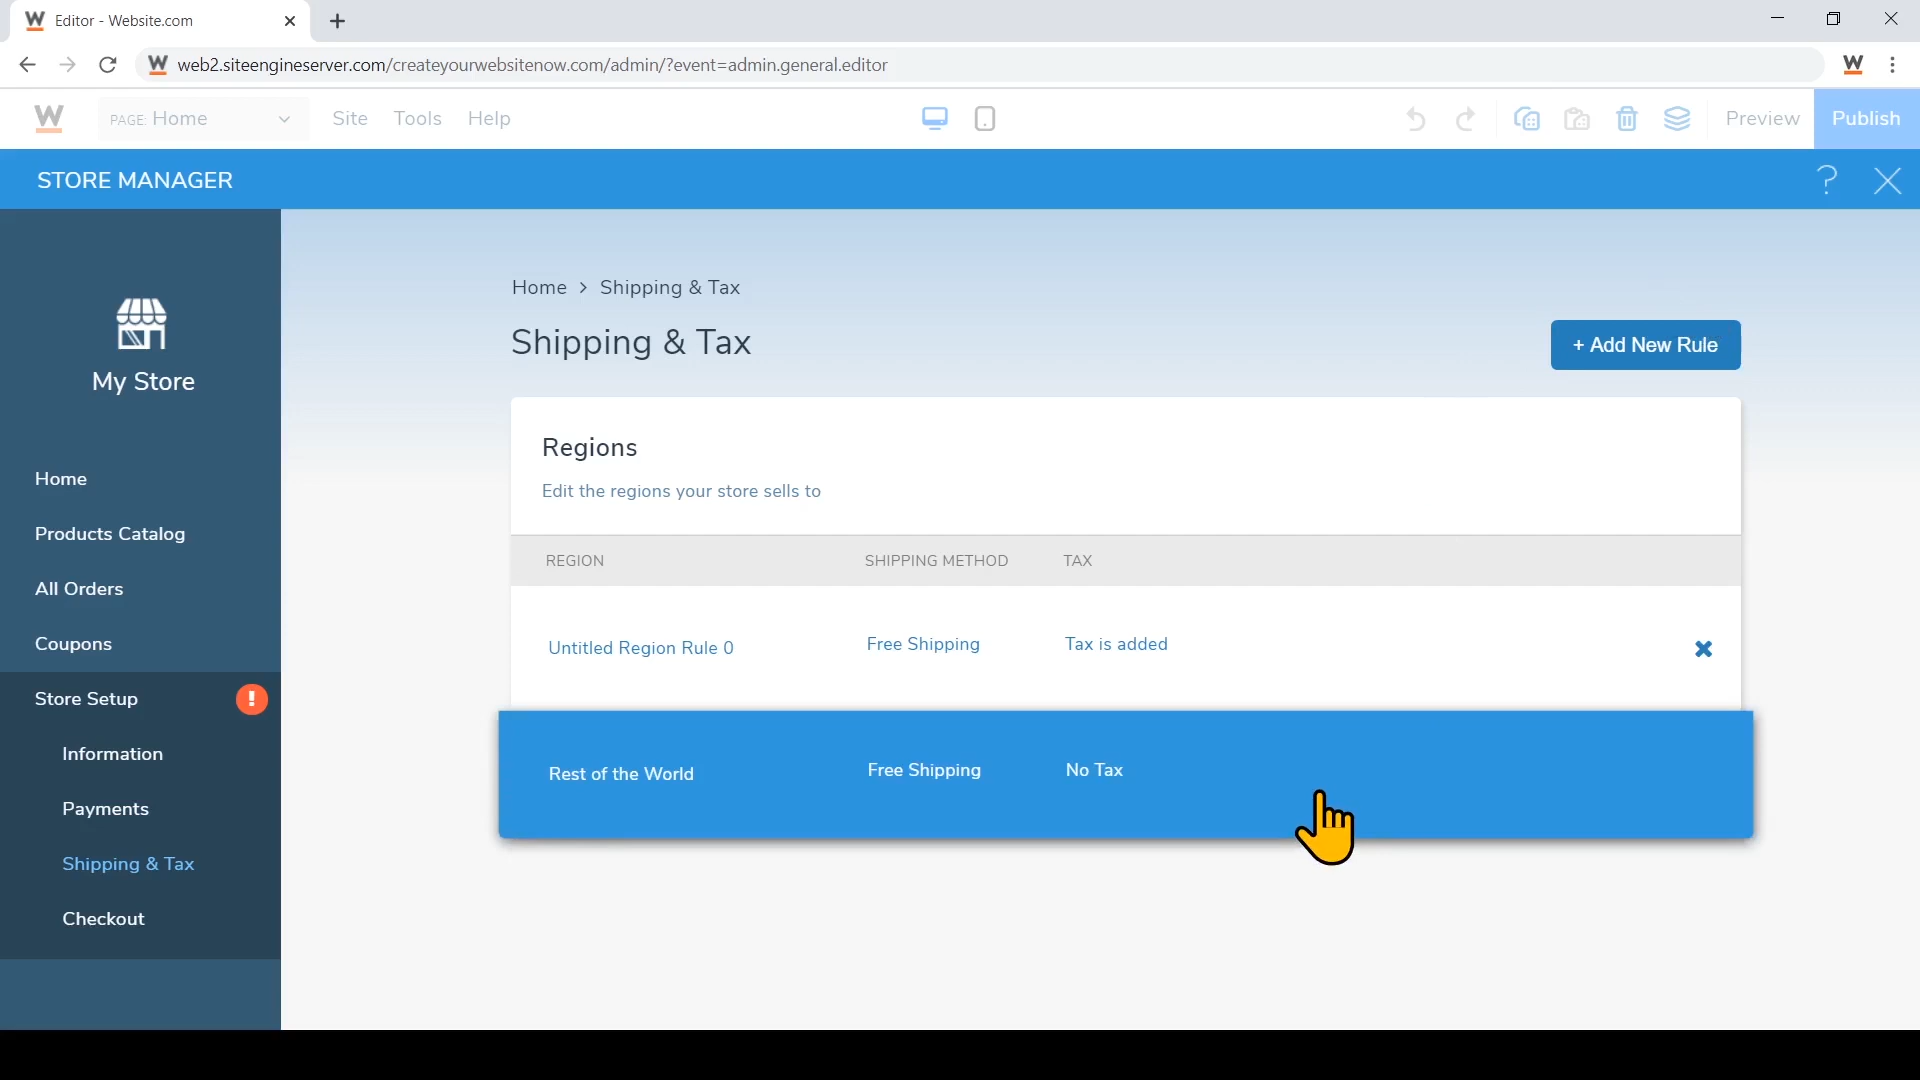 Editor - Website.com
web2.siteengineserver.com/createyourwebsitenow.com/admin/?event=admin.general.editor
W
PAGE: Home
Site
Tools
Help
Preview
Publish
STORE MANAGER
?
My Store
Home
Products Catalog
All Orders
Coupons
Store Setup
!
Information
Payments
Shipping & Tax
Checkout
Home > Shipping & Tax
Shipping & Tax
+ Add New Rule
Regions
Edit the regions your store sells to
REGION SHIPPING METHOD TAX
Untitled Region Rule 0 Free Shipping Tax is added
Rest of the World Free Shipping No Tax